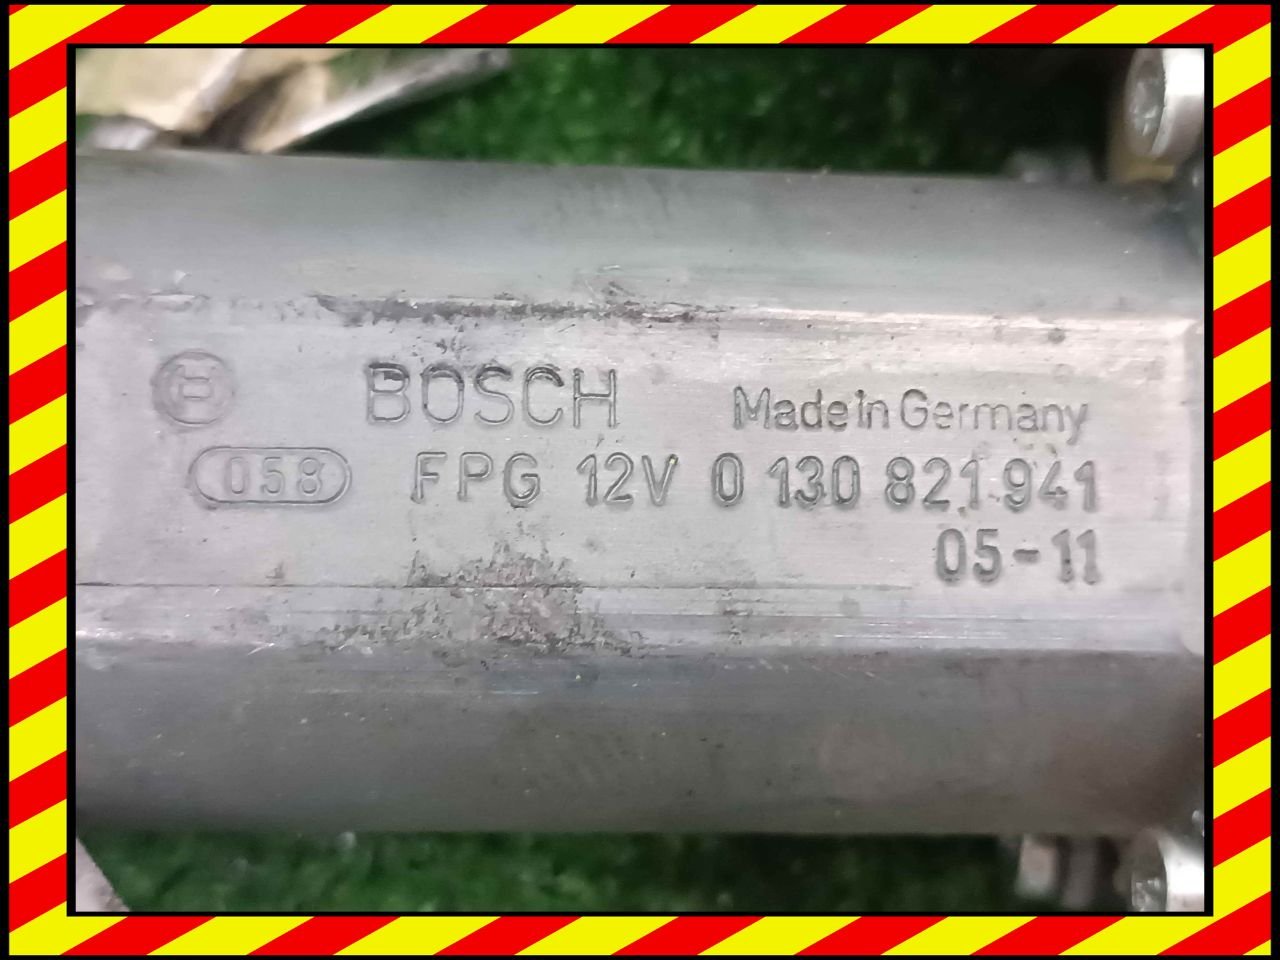 BOSCH Made in Germany
058 FPG 12V 0 130 821 941
05-11